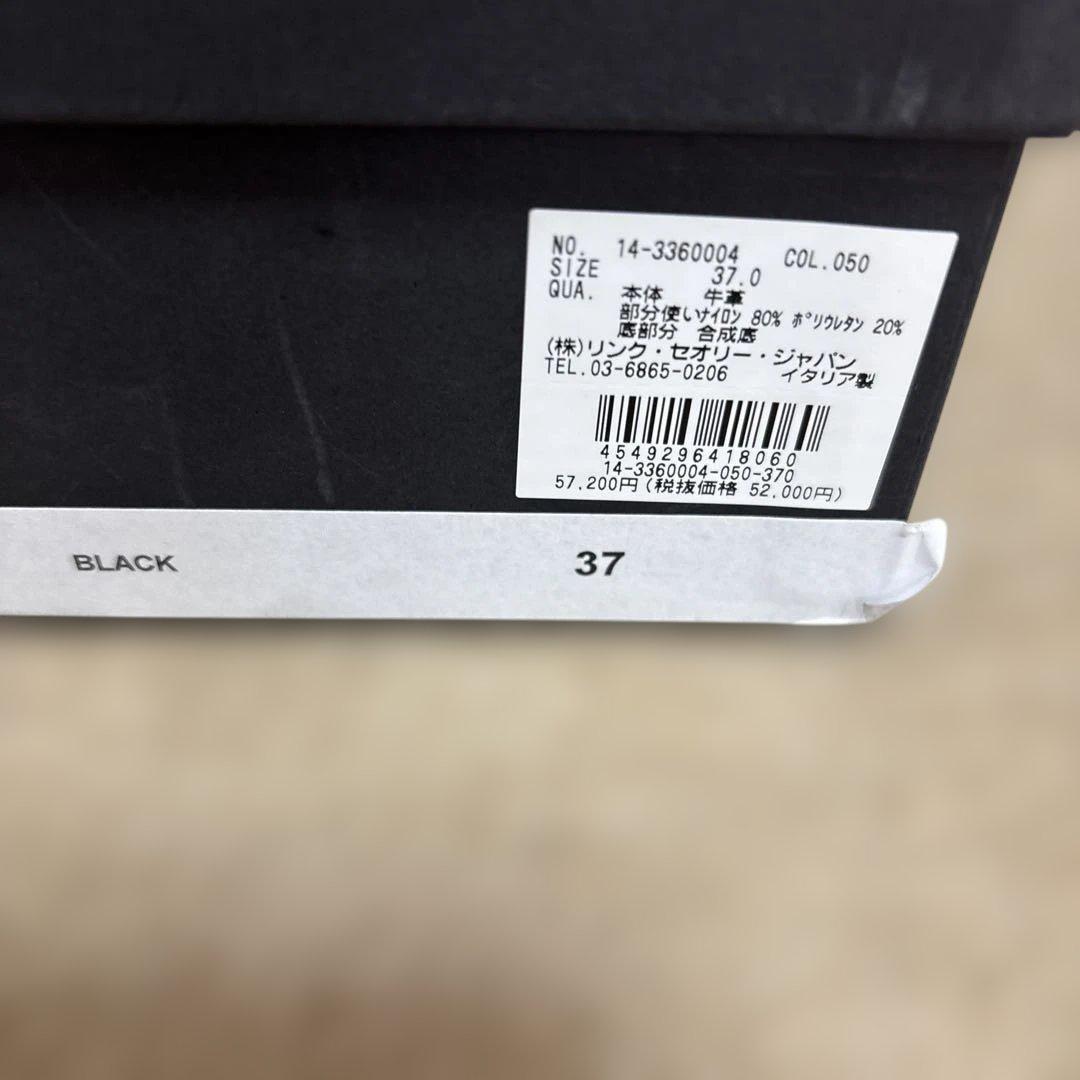 NO. 14-3360004 COL.050
SIZE 37.0
QUA. 本体 牛革
部分使いナイロン 80% ポリウレタン 20%
底部分 合成底
(株)リンク・セオリー・ジャパン
TEL.03-6865-0206 イタリア製
4549296418060
14-3360004-050-370
57,200円(税抜価格 52,000円)
BLACK 37